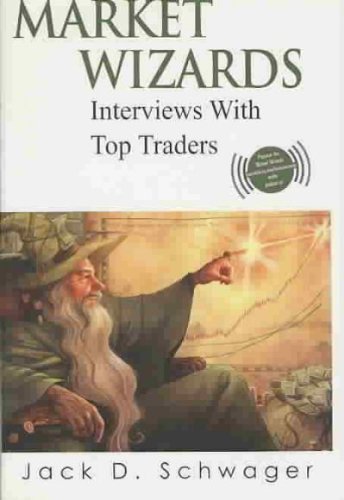 MARKET
WIZARDS
Interviews With
Top Traders
Jack D. Schwager